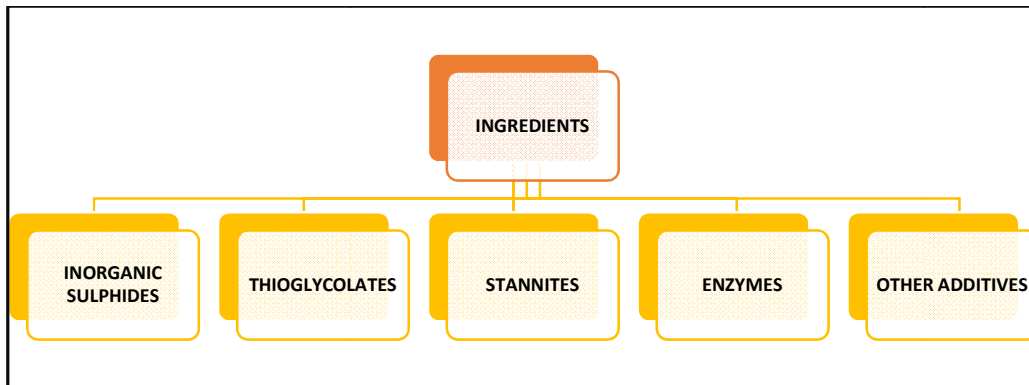 INGREDIENTS
INORGANIC
SULPHIDES
THIOGLYCOLATES
STANNITES
ENZYMES
OTHER ADDITIVES